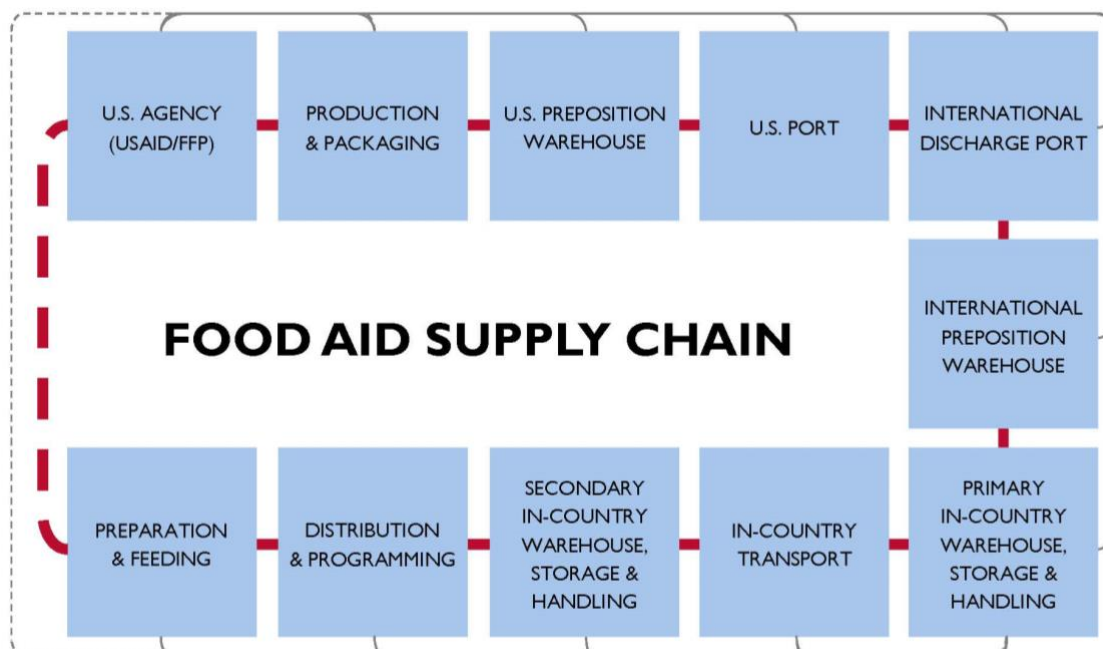 U.S. AGENCY
(USAID/FFP)
PRODUCTION
& PACKAGING
U.S. PREPOSITION
WAREHOUSE
U.S. PORT
INTERNATIONAL
DISCHARGE PORT
INTERNATIONAL
PREPOSITION
WAREHOUSE
FOOD AID SUPPLY CHAIN
PREPARATION
& FEEDING
DISTRIBUTION
& PROGRAMMING
SECONDARY
IN-COUNTRY
WAREHOUSE,
STORAGE &
HANDLING
IN-COUNTRY
TRANSPORT
PRIMARY
IN-COUNTRY
WAREHOUSE,
STORAGE &
HANDLING